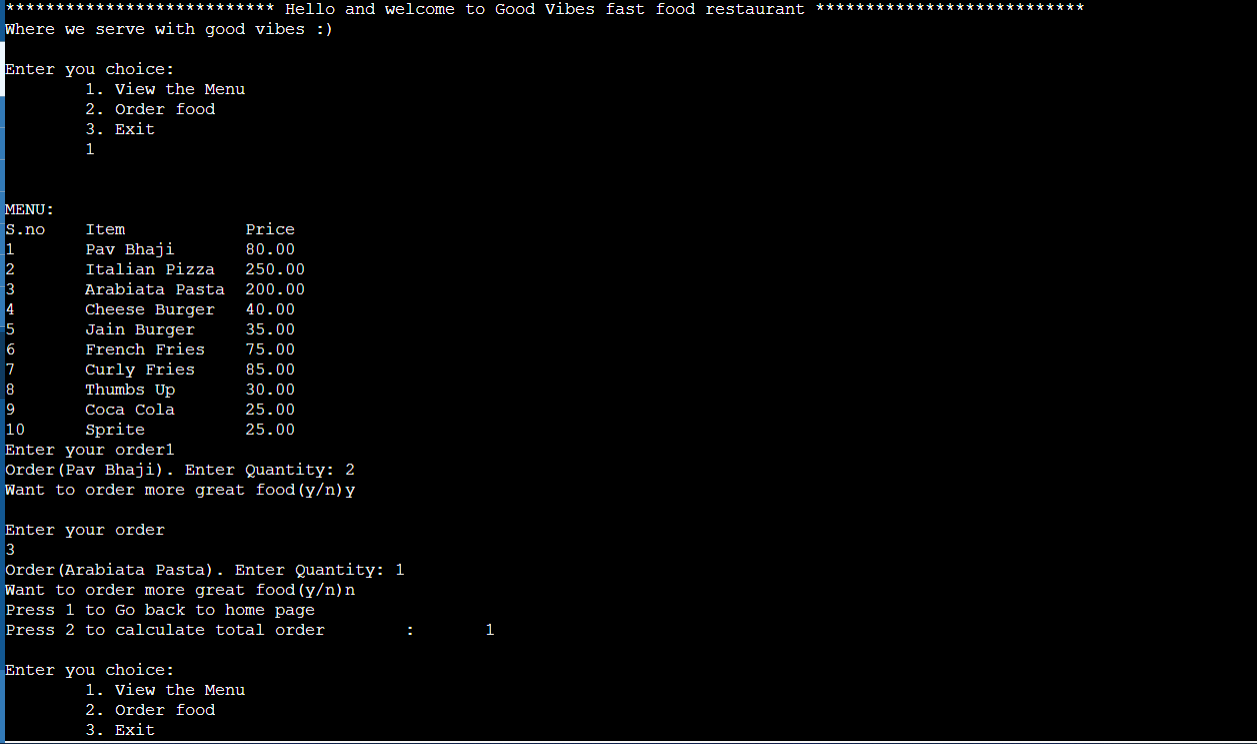 *************************** Hello and welcome to Good Vibes fast food restaurant ***************************
Where we serve with good vibes :)
Enter you choice:
1. View the Menu
2. Order food
3. Exit
1
MENU:
S.no Item Price
1 Pav Bhaji 80.00
2 Italian Pizza 250.00
3 Arabiata Pasta 200.00
4 Cheese Burger 40.00
5 Jain Burger 35.00
6 French Fries 75.00
7 Curly Fries 85.00
8 Thumbs Up 30.00
9 Coca Cola 25.00
10 Sprite 25.00
Enter your order1
Order(Pav Bhaji). Enter Quantity: 2
Want to order more great food(y/n)y
Enter your order
3
Order(Arabiata Pasta). Enter Quantity: 1
Want to order more great food(y/n)n
Press 1 to Go back to home page
Press 2 to calculate total order : 1
Enter you choice:
1. View the Menu
2. Order food
3. Exit